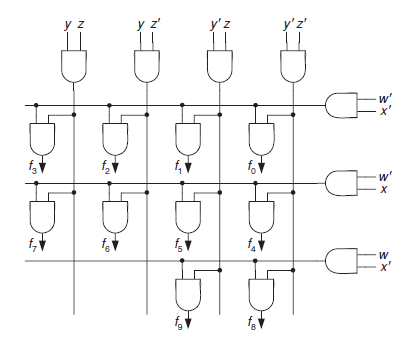 y z y z' y' z y' z'
w'
x'
f3 f2 f1 f0
w'
x
f7 f6 f5 f4
w
x'
f9 f8